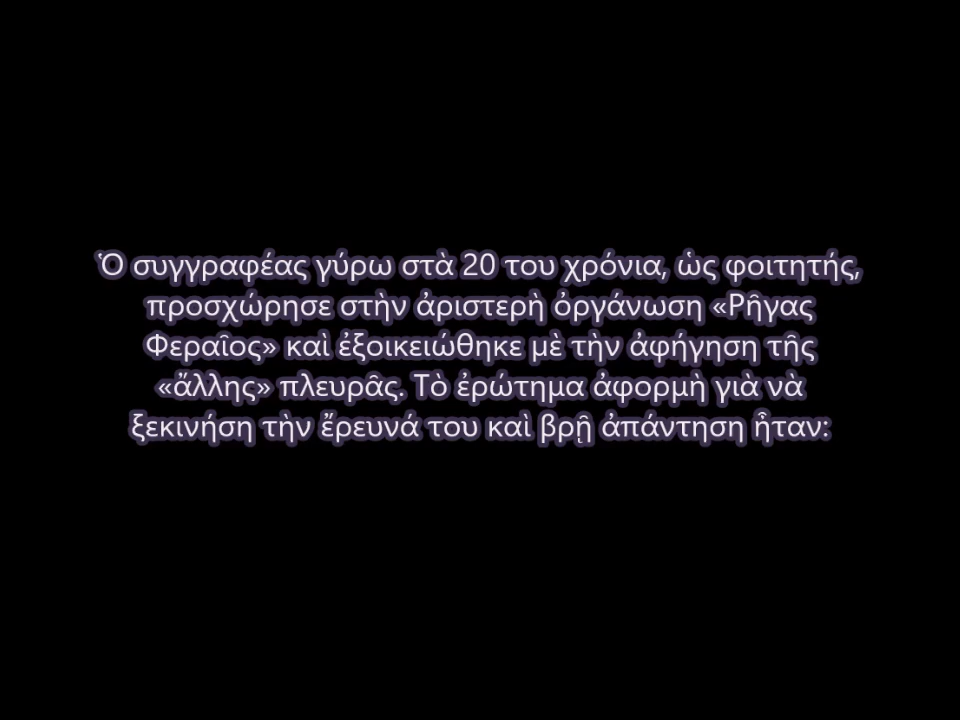 Ὁ συγγραφέας γύρω στὰ 20 του χρόνια, ὡς φοιτητής,
προσχώρησε στὴν ἀριστερὴ ὀργάνωση «Ρῆγας
Φεραῖος» καὶ ἐξοικειώθηκε μὲ τὴν ἀφήγηση τῆς
«ἄλλης» πλευρᾶς. Τὸ ἐρώτημα ἀφορμὴ γιὰ νὰ
ξεκινήση τὴν ἔρευνά του καὶ βρῇ ἀπάντηση ἦταν: